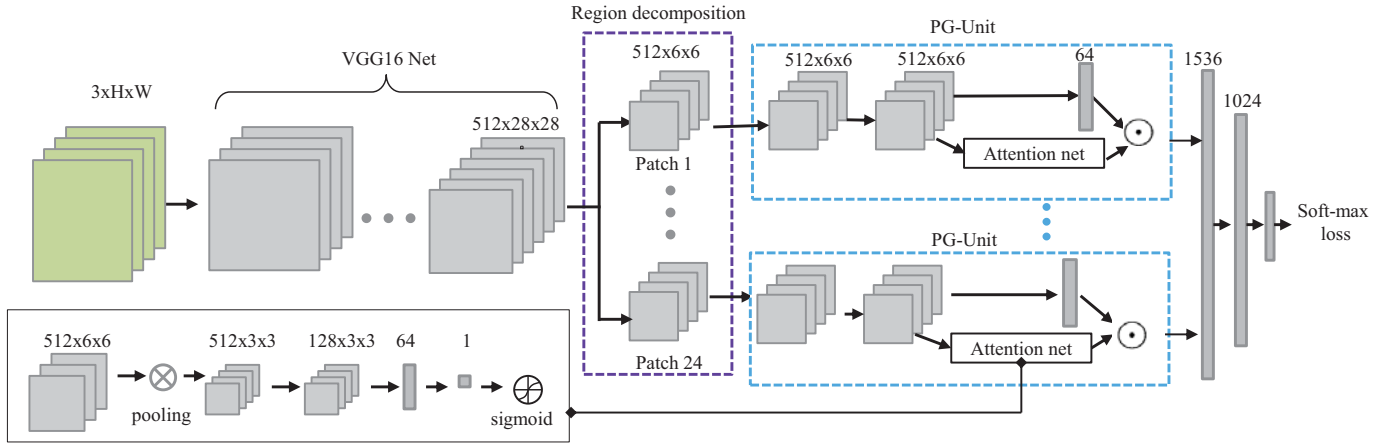 Region decomposition
PG-Unit
VGG16 Net
3xHxW
512x28x28
512x6x6
512x6x6
512x6x6
64
1536
1024
Attention net
Patch 1
Soft-max
loss
PG-Unit
Attention net
Patch 24
512x6x6
512x3x3
128x3x3
64
1
pooling
sigmoid